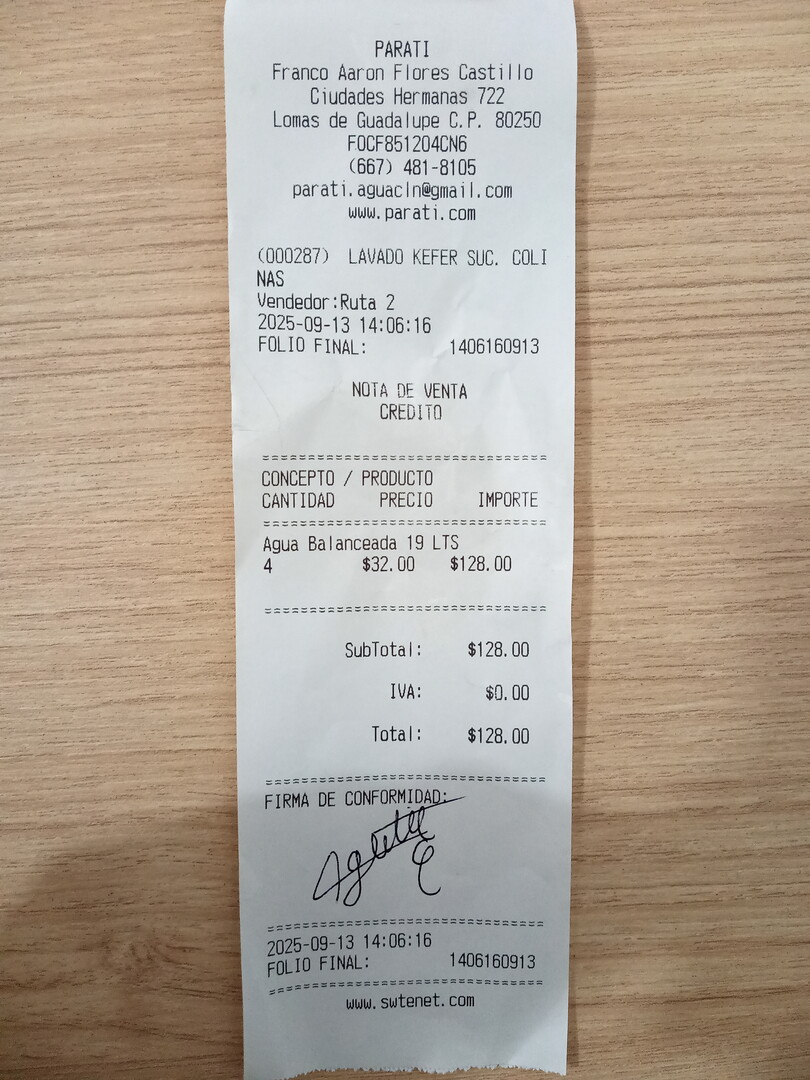 PARATI
Franco Aaron Flores Castillo
Ciudades Hermanas 722
Lomas de Guadalupe C.P. 80250
FOCF851204CN6
(667) 481-8105
parati.aguacln@gmail.com
www.parati.com
(000287) LAVADO KEFER SUC. COLI
NAS
Vendedor:Ruta 2
2025-09-13 14:06:16
FOLIO FINAL: 1406160913
NOTA DE VENTA
CREDITO
==================================
CONCEPTO / PRODUCTO
CANTIDAD PRECIO IMPORTE
==================================
Agua Balanceada 19 LTS
4 $32.00 $128.00
==================================
SubTotal: $128.00
IVA: $0.00
Total: $128.00
==================================
FIRMA DE CONFORMIDAD:
==================================
2025-09-13 14:06:16
FOLIO FINAL: 1406160913
==================================
www.swtenet.com